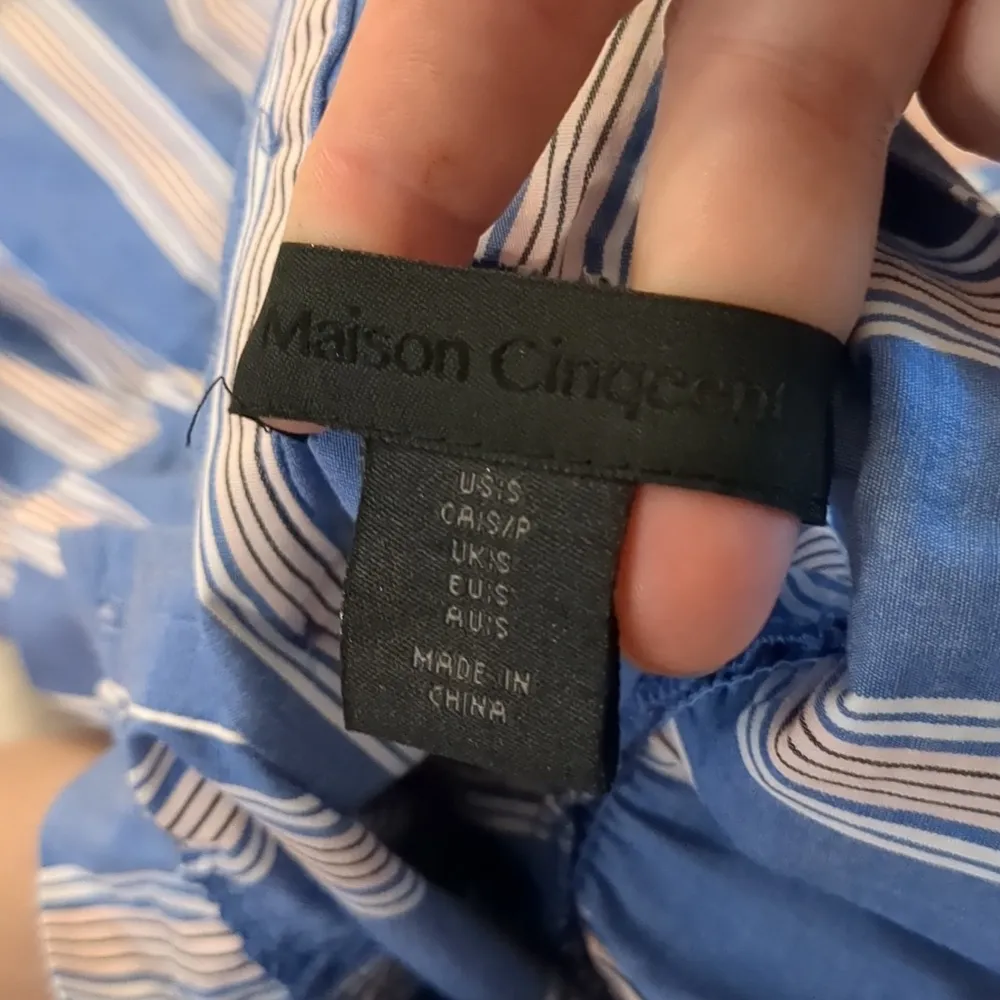 Maison Cinqcent
US:S
CA:S/P
UK:S
EU:S
AU:S
MADE IN
CHINA